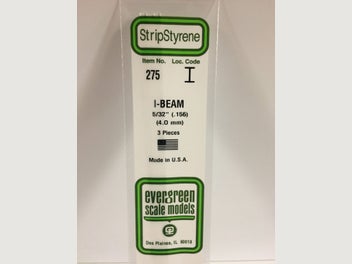 StripStyrene
Item No. Loc. Code
275
I-BEAM
5/32" (.156)
(4.0 mm)
3 Pieces
Made in U.S.A.
evergreen
scale models
Des Plaines, IL 60018